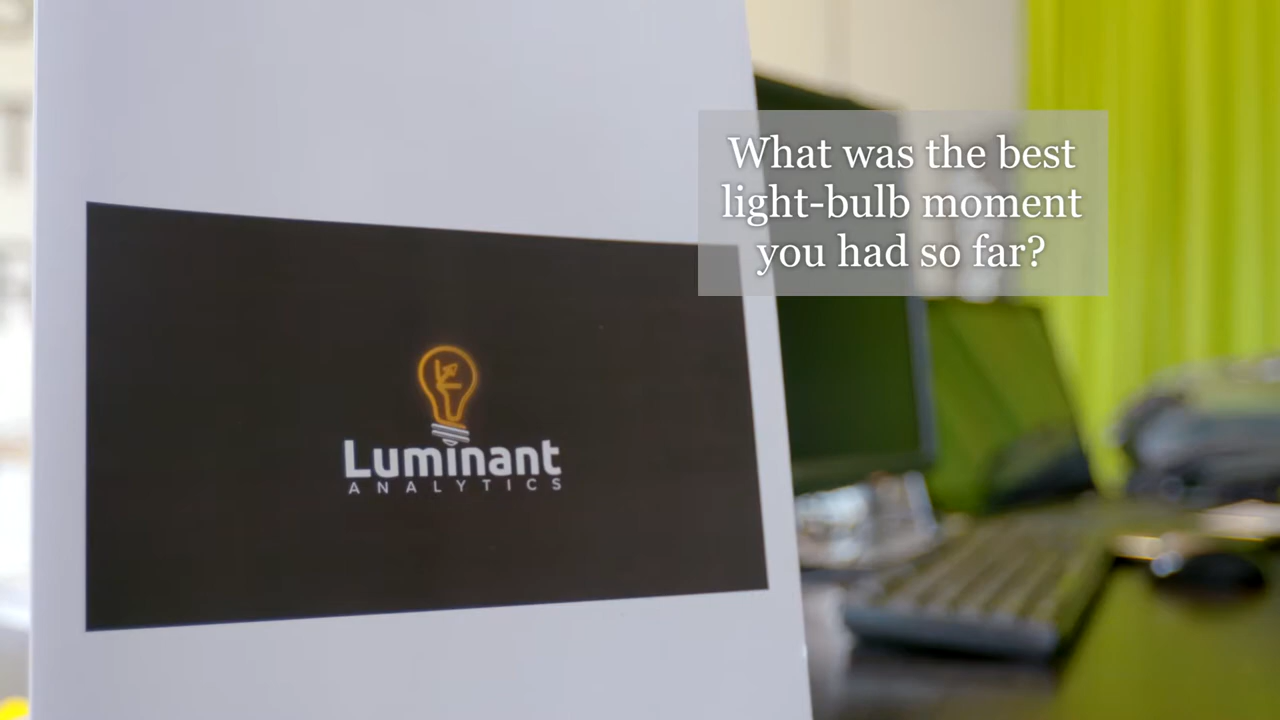 What was the best
light-bulb moment
you had so far?
Luminant
ANALYTICS